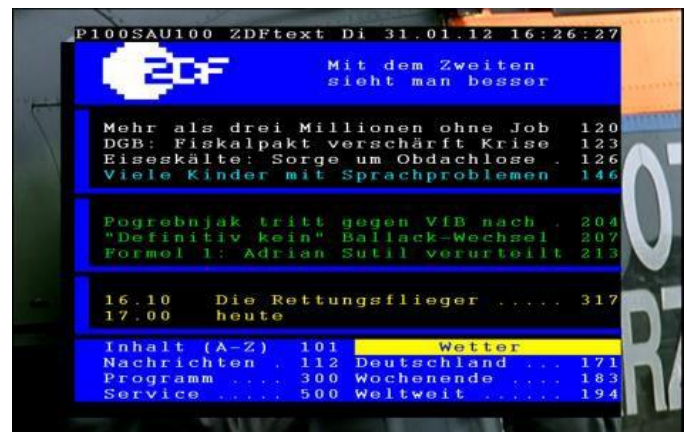 P100SAU100 ZDFtext Di 31.01.12 16:26:27
ZDF
Mit dem Zweiten
sieht man besser
Mehr als drei Millionen ohne Job 120
DGB: Fiskalpakt verschärft Krise 123
Eiseskälte: Sorge um Obdachlose . 126
Viele Kinder mit Sprachproblemen 146
Pogrebnjak tritt gegen VfB nach . 204
"Definitiv kein" Ballack-Wechsel 207
Formel 1: Adrian Sutil verurteilt 213
16.10 Die Rettungsflieger ..... 317
17.00 heute
Inhalt (A-Z) 101 Wetter
Nachrichten . 112 Deutschland ... 171
Programm .... 300 Wochenende .... 183
Service ..... 500 Weltweit ...... 194